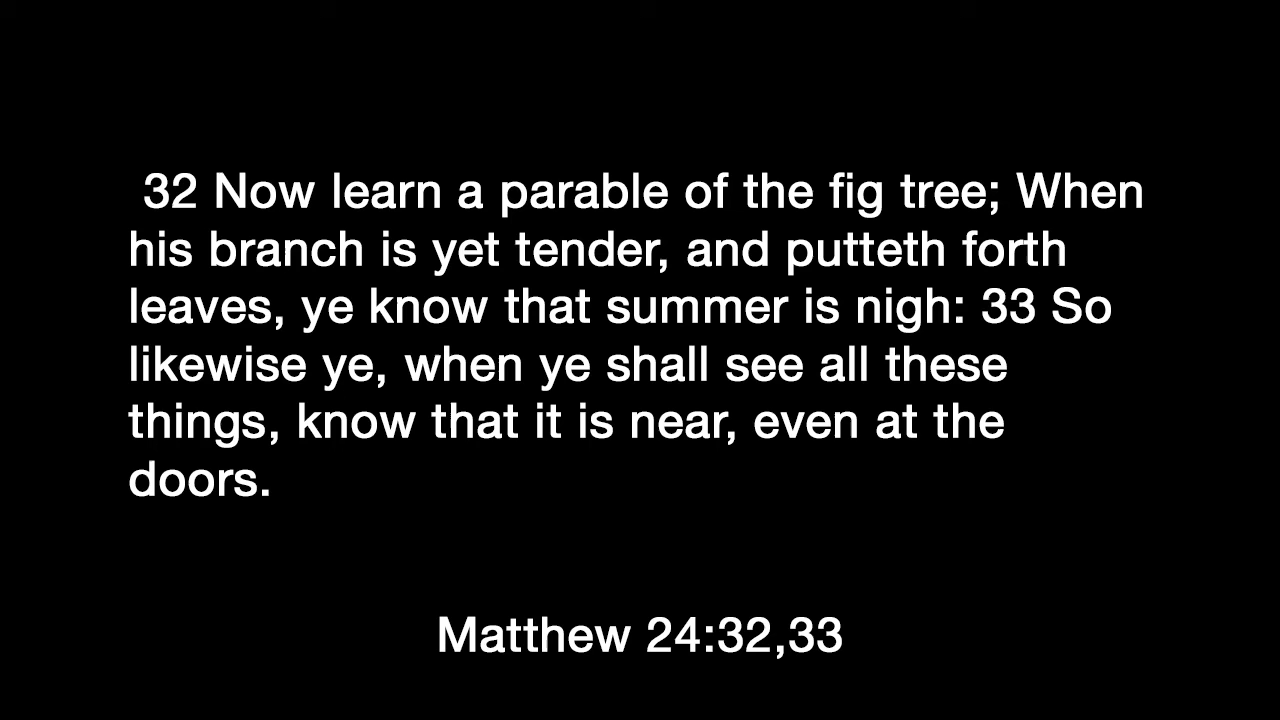 32 Now learn a parable of the fig tree; When
his branch is yet tender, and putteth forth
leaves, ye know that summer is nigh: 33 So
likewise ye, when ye shall see all these
things, know that it is near, even at the
doors.
Matthew 24:32,33